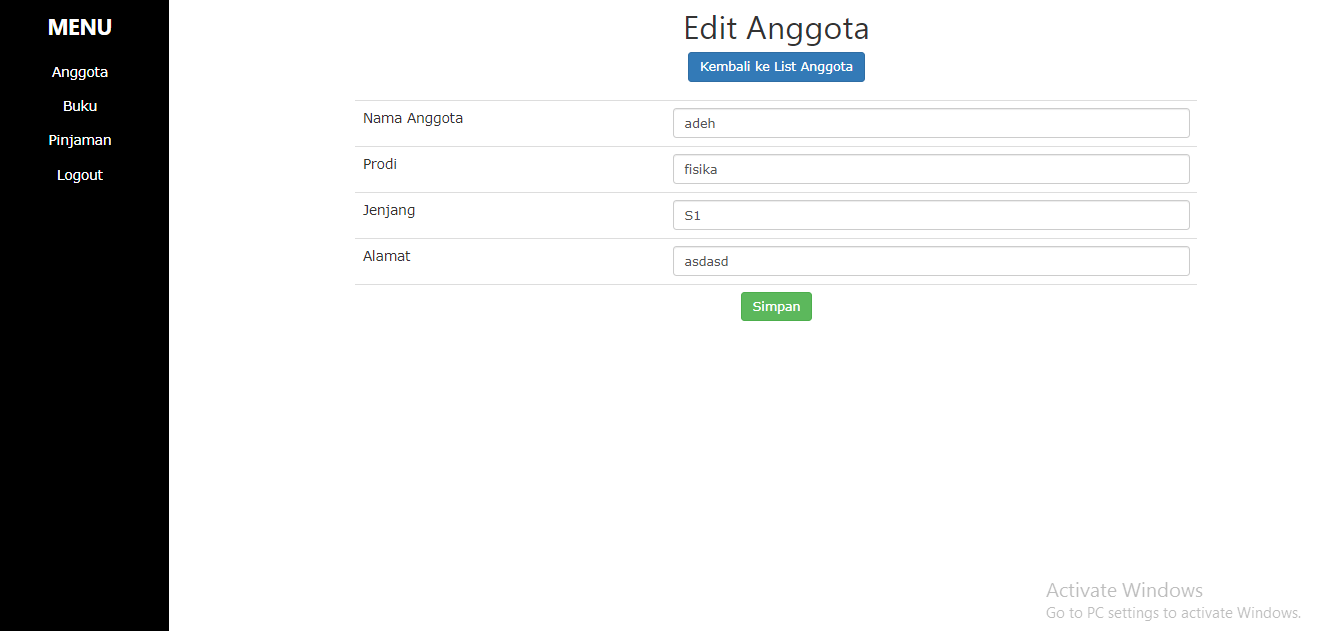 MENU
Anggota
Buku
Pinjaman
Logout
Edit Anggota
Kembali ke List Anggota
Nama Anggota
adeh
Prodi
fisika
Jenjang
S1
Alamat
asdasd
Simpan
Activate Windows
Go to PC settings to activate Windows.